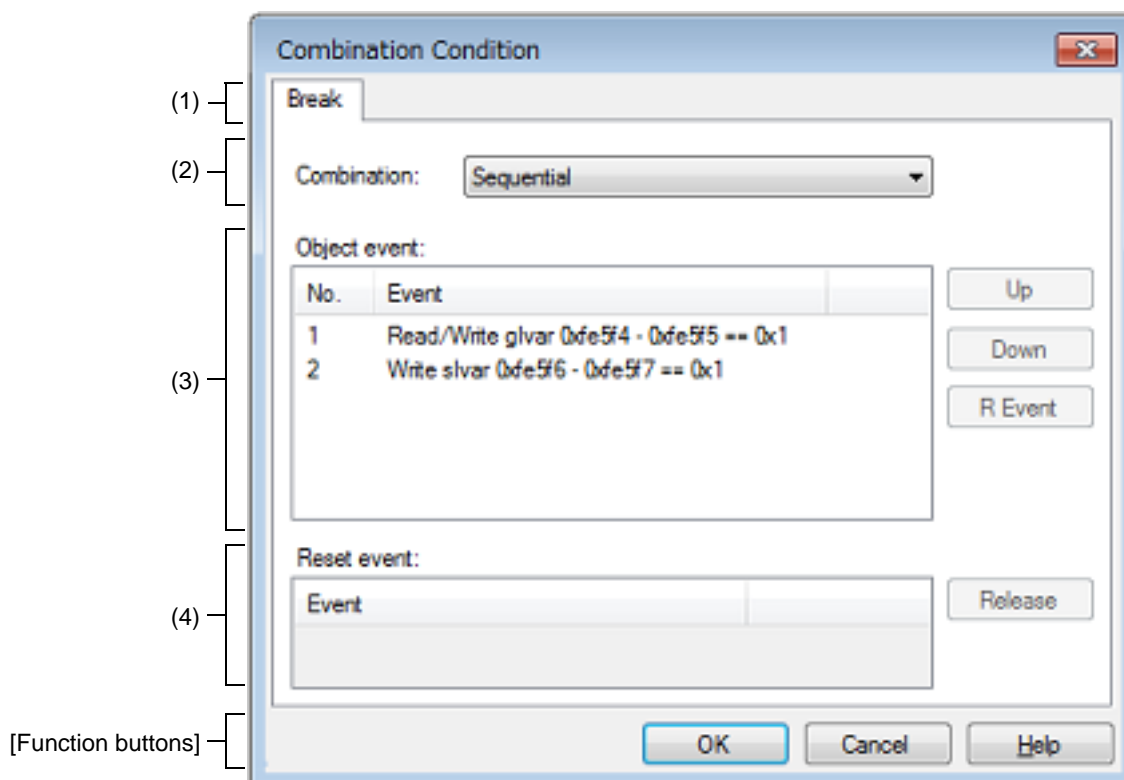 Combination Condition
(1)
Break
(2)
Combination: Sequential
Object event:
No. Event
Up
1 Read/Write glvar 0xfe5f4 - 0xfe5f5 == 0x1
Down
2 Write slvar 0xfe5f6 - 0xfe5f7 == 0x1
(3)
R Event
Reset event:
Event
Release
(4)
[Function buttons]
OK Cancel Help